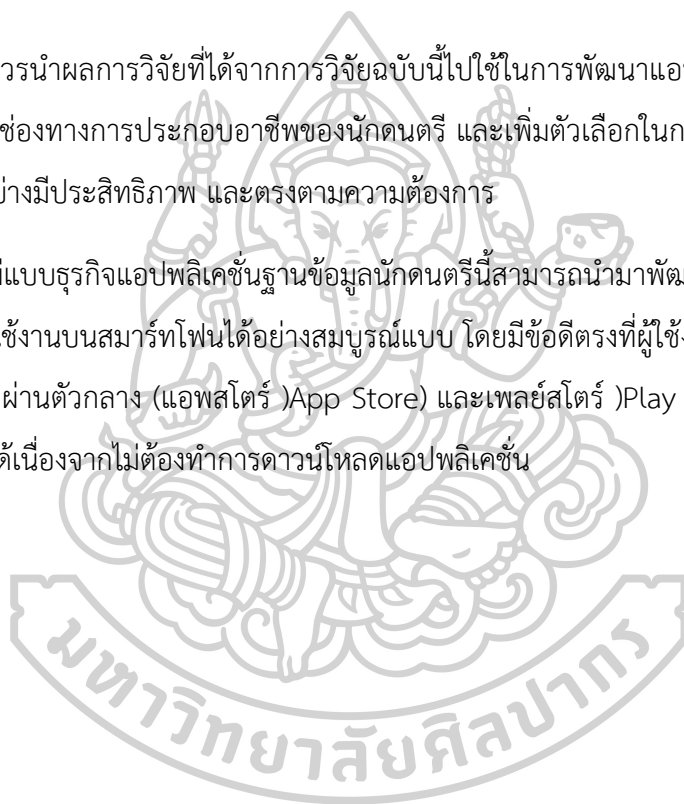 วรนำผลการวิจัยที่ได้จากการวิจัยฉบับนี้ไปใช้ในการพัฒนาแอ
ช่องทางการประกอบอาชีพของนักดนตรี และเพิ่มตัวเลือกในก
ย่างมีประสิทธิภาพ และตรงตามความต้องการ
แบบธุรกิจแอปพลิเคชั่นฐานข้อมูลนักดนตรีนี้สามารถนำมาพัฒ
ใช้งานบนสมาร์ทโฟนได้อย่างสมบูรณ์แบบ โดยมีข้อดีตรงที่ผู้ใช้
ผ่านตัวกลาง (แอพสโตร์ )App Store) และเพลย์สโตร์ )Play
ด้เนื่องจากไม่ต้องทำการดาวน์โหลดแอปพลิเคชั่น
มหาวิทยาลัยศิลปากร